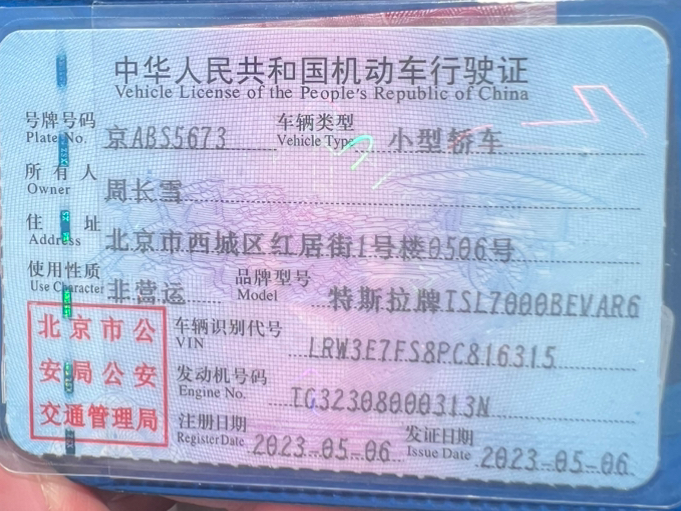 中华人民共和国机动车行驶证
Vehicle License of the People's Republic of China
号牌号码 京ABS5673 车辆类型 小型轿车
Plate No Vehicle Type
所有人 周长雪
Owner
住址 北京市西城区红居街1号楼0506号
Address
使用性质 非营运 品牌型号 特斯拉牌TSL7000BEVAR6
Use Character Model
北京市公 车辆识别代号 LRW3E7FS8PC816315
VIN
安局公安 发动机号码 TG32308000313N
Engine No.
交通管理局 注册日期 2023-05-06 发证日期 2023-05-06
Register Date Issue Date